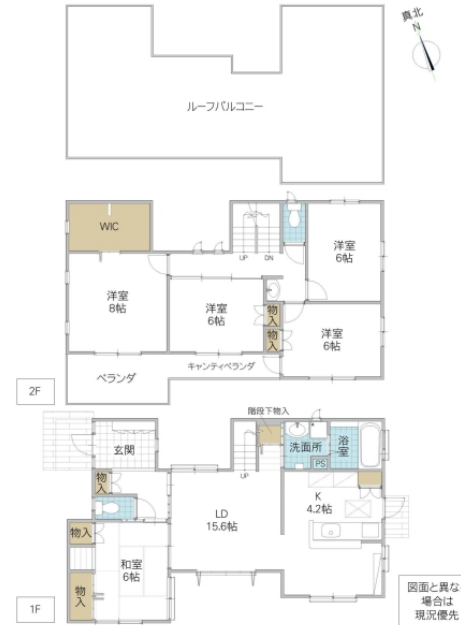 真北
N
ルーフバルコニー
WIC
UP
DN
洋室
8帖
洋室
6帖
洋室
6帖
物入
物入
洋室
6帖
ベランダ
キャンティベランダ
2F
階段下物入
玄関
洗面所
浴室
PS
物入
UP
K
4.2帖
LD
15.6帖
物入
和室
6帖
物入
1F
図面と異な
場合は
現況優先